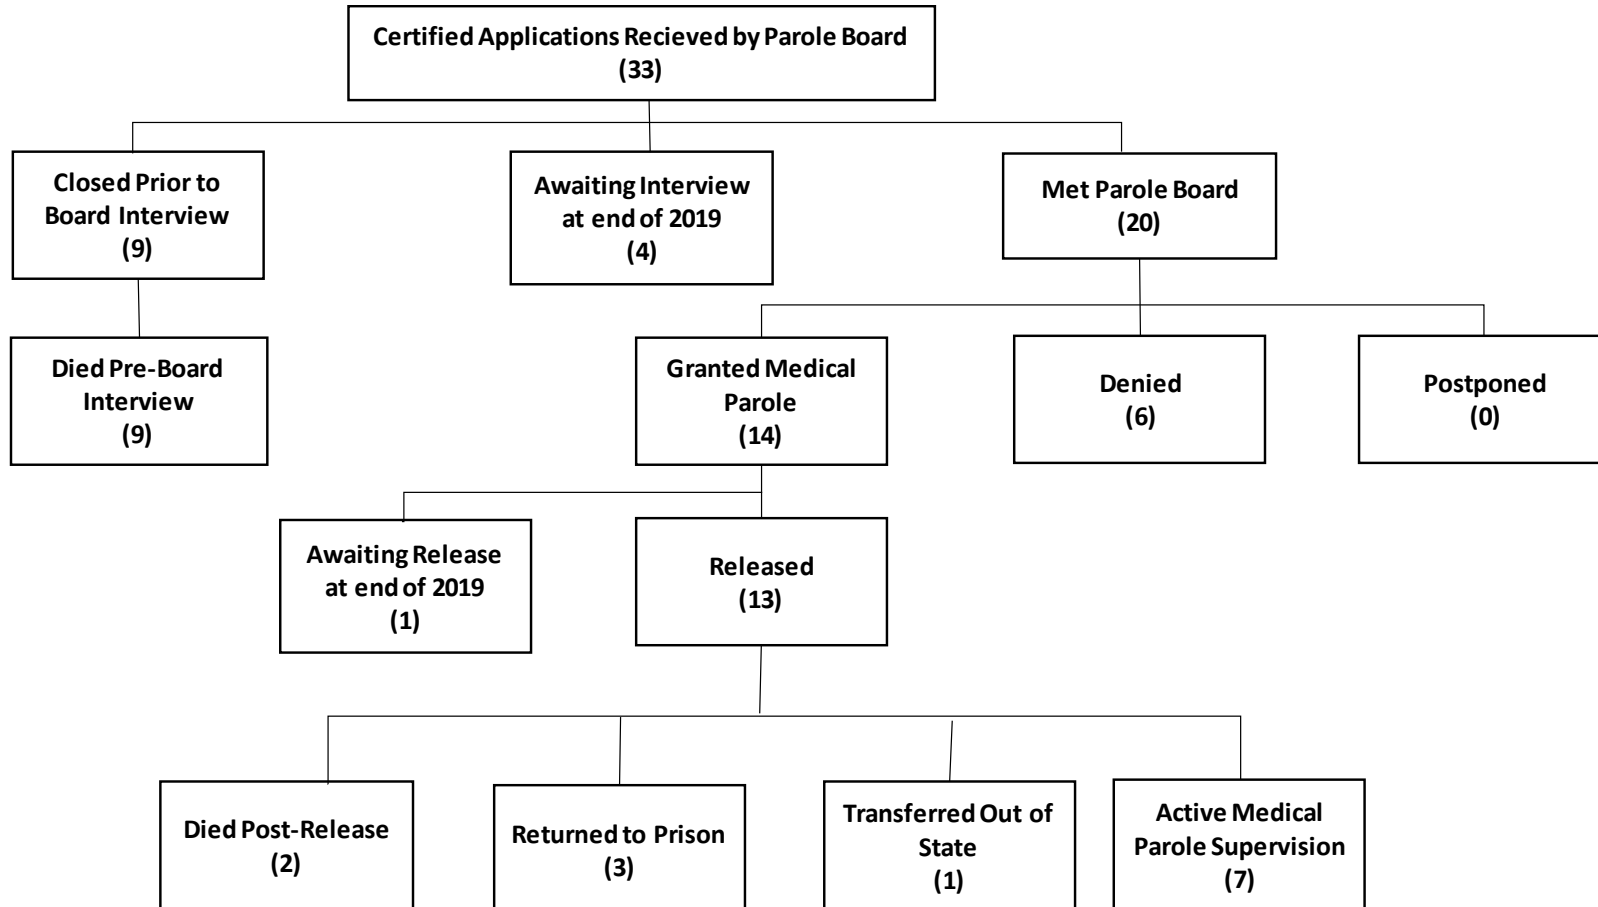 Certified Applications Recieved by Parole Board
(33)
Closed Prior to
Board Interview
(9)
Awaiting Interview
at end of 2019
(4)
Met Parole Board
(20)
Died Pre-Board
Interview
(9)
Granted Medical
Parole
(14)
Denied
(6)
Postponed
(0)
Awaiting Release
at end of 2019
(1)
Released
(13)
Died Post-Release
(2)
Returned to Prison
(3)
Transferred Out of
State
(1)
Active Medical
Parole Supervision
(7)